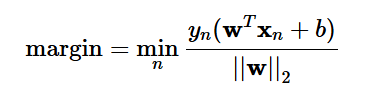 margin = min_n y_n(w^T x_n + b) / ||w||_2